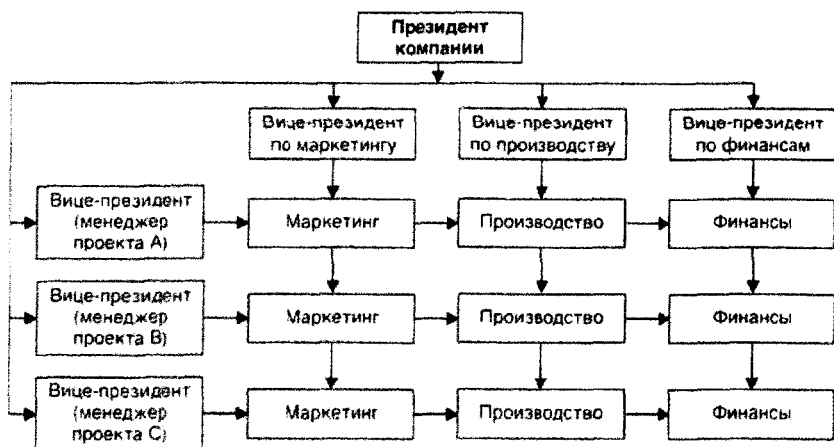 Президент
компании
Вице-президент
по маркетингу
Вице-президент
по производству
Вице-президент
по финансам
Вице-президент
(менеджер
проекта А)
Маркетинг
Производство
Финансы
Вице-президент
(менеджер
проекта В)
Маркетинг
Производство
Финансы
Вице-президент
(менеджер
проекта С)
Маркетинг
Производство
Финансы